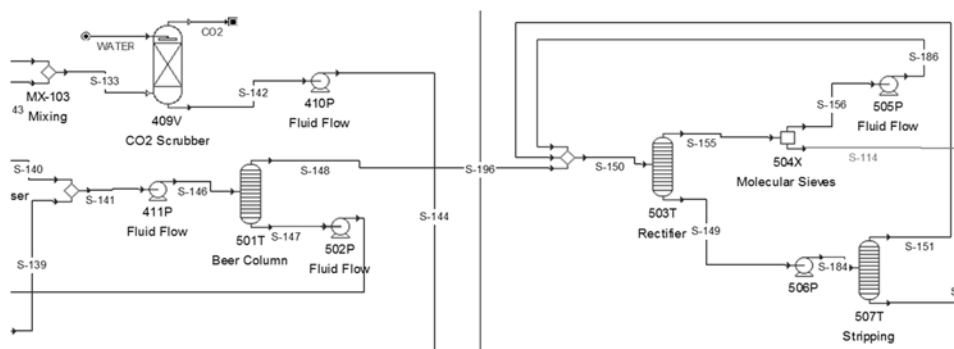 CO2
WATER
S-133
MX-103
43 Mixing
S-142
410P
Fluid Flow
409V
CO2 Scrubber
S-140
ser
S-141
S-146
411P
Fluid Flow
S-148
S-147
501T
Beer Column
502P
Fluid Flow
S-144
S-139
S-196
S-150
S-155
S-186
S-156
505P
Fluid Flow
504X
Molecular Sieves
S-114
503T
Rectifier
S-149
S-151
S-184
506P
507T
Stripping
S